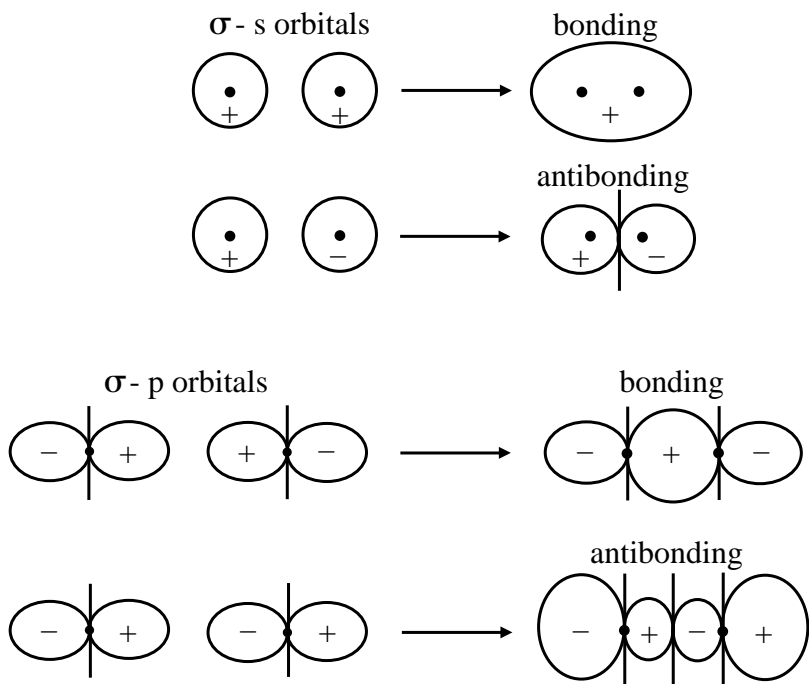 σ - s orbitals bonding
+ + +
antibonding
+ − + −
σ - p orbitals bonding
− + + − − + −
antibonding
− + − + − + − +